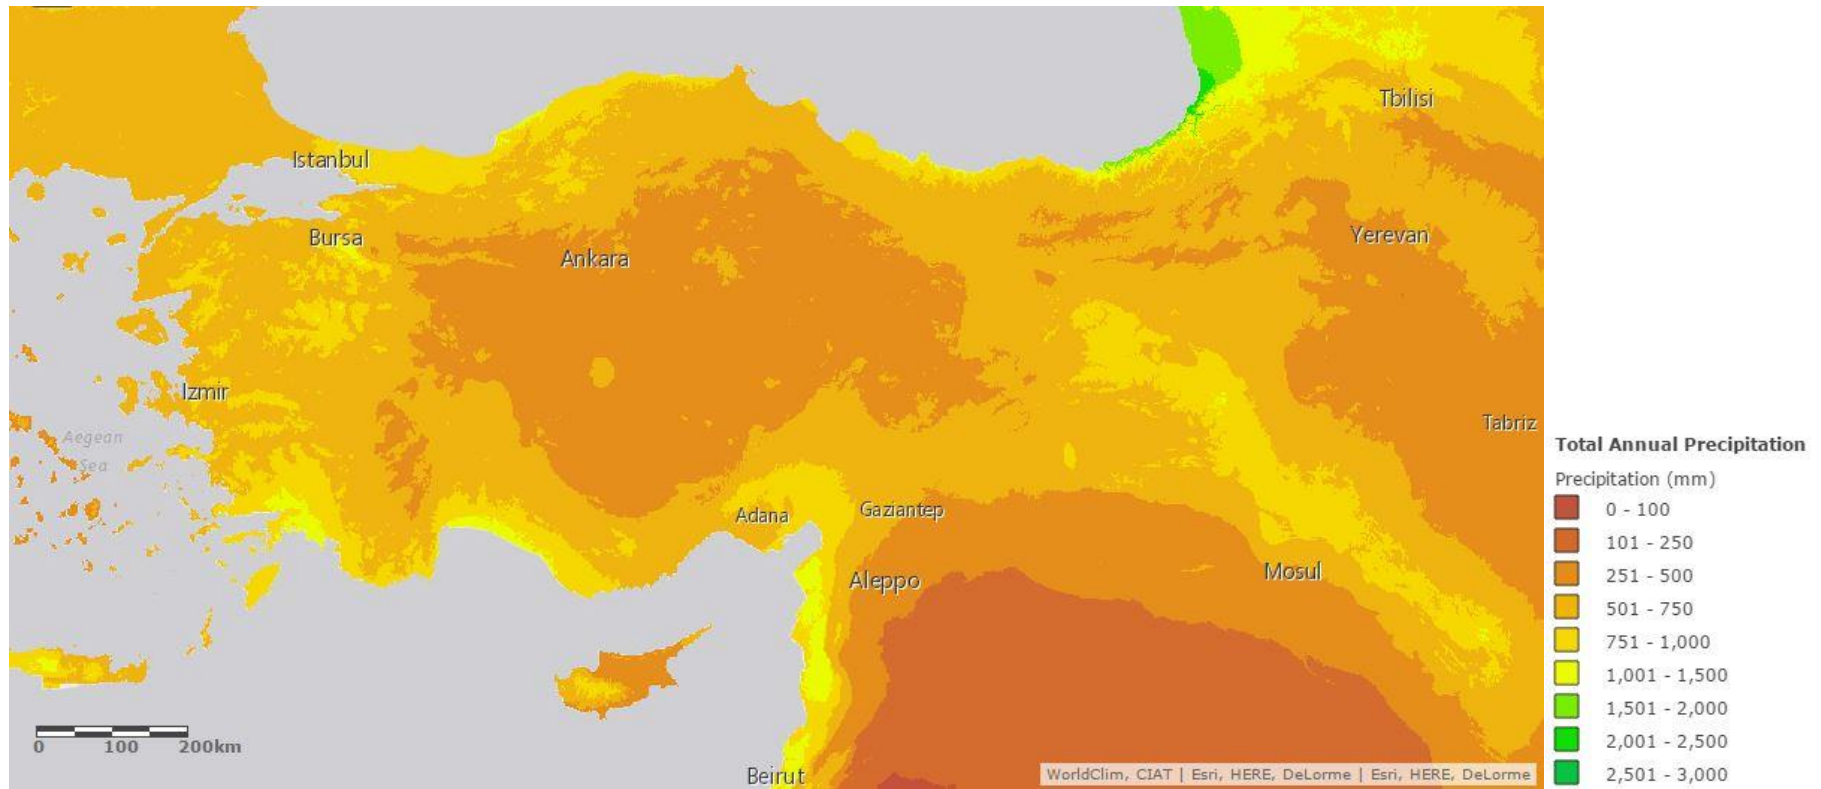 Tbilisi
Istanbul
Yerevan
Bursa
Ankara
Izmir
Tabriz
Aegean
Sea
Gaziantep
Adana
Mosul
Aleppo
0 100 200km
Beirut
WorldClim, CIAT | Esri, HERE, DeLorme | Esri, HERE, DeLorme
Total Annual Precipitation
Precipitation (mm)
0 - 100
101 - 250
251 - 500
501 - 750
751 - 1,000
1,001 - 1,500
1,501 - 2,000
2,001 - 2,500
2,501 - 3,000